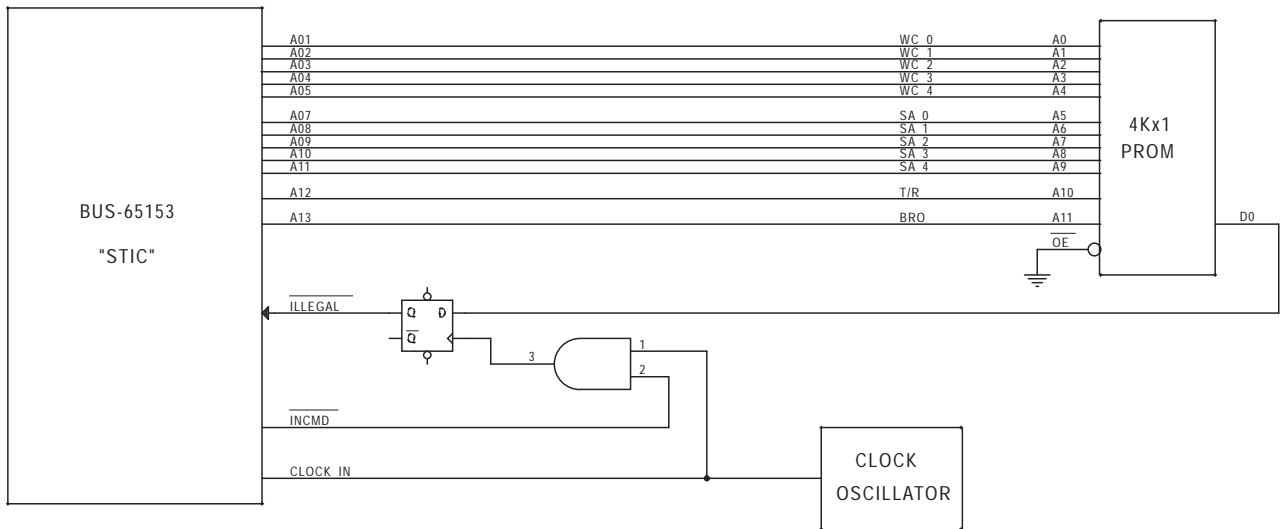 A01 WC 0 A0
A02 WC 1 A1
A03 WC 2 A2
A04 WC 3 A3
A05 WC 4 A4
A07 SA 0 A5
A08 SA 1 A6
A09 SA 2 A7
A10 SA 3 A8
A11 SA 4 A9
A12 T/R A10
A13 BRO A11
4Kx1
PROM
D0
OE
BUS-65153
"STIC"
ILLEGAL
Q D
Q
3
1
2
INCMD
CLOCK IN
CLOCK
OSCILLATOR